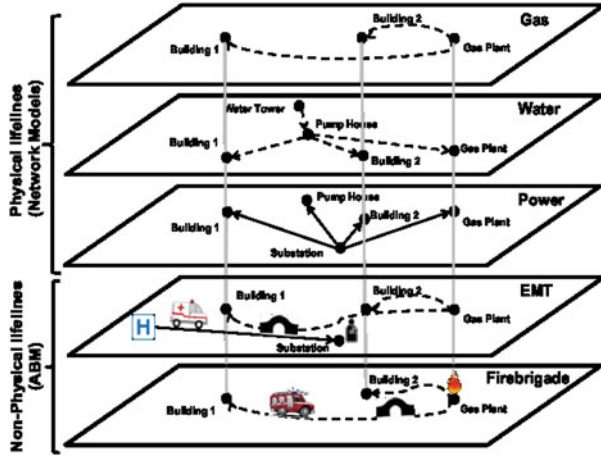 Gas
Building 2
Building 1
Gas Plant
Water
Water Tower
Pump House
Building 1
Gas Plant
Building 2
Power
Pump House
Building 2
Building 1
Gas Plant
Substation
EMT
Building 2
Building 1
H
Gas Plant
Substation
Firebrigade
Building 2
Building 1
Gas Plant
Physical lifelines
(Network Models)
Non-Physical lifelines
(ABM)